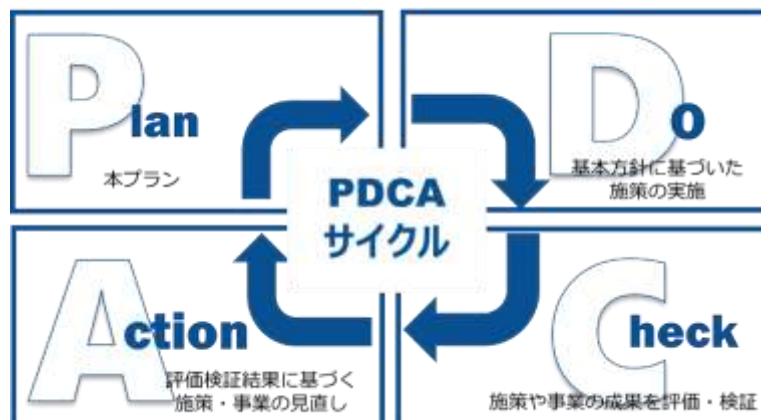 Plan
本プラン
Do
基本方針に基づいた
施策の実施
PDCA
サイクル
Action
評価検証結果に基づく
施策・事業の見直し
Check
施策や事業の成果を評価・検証